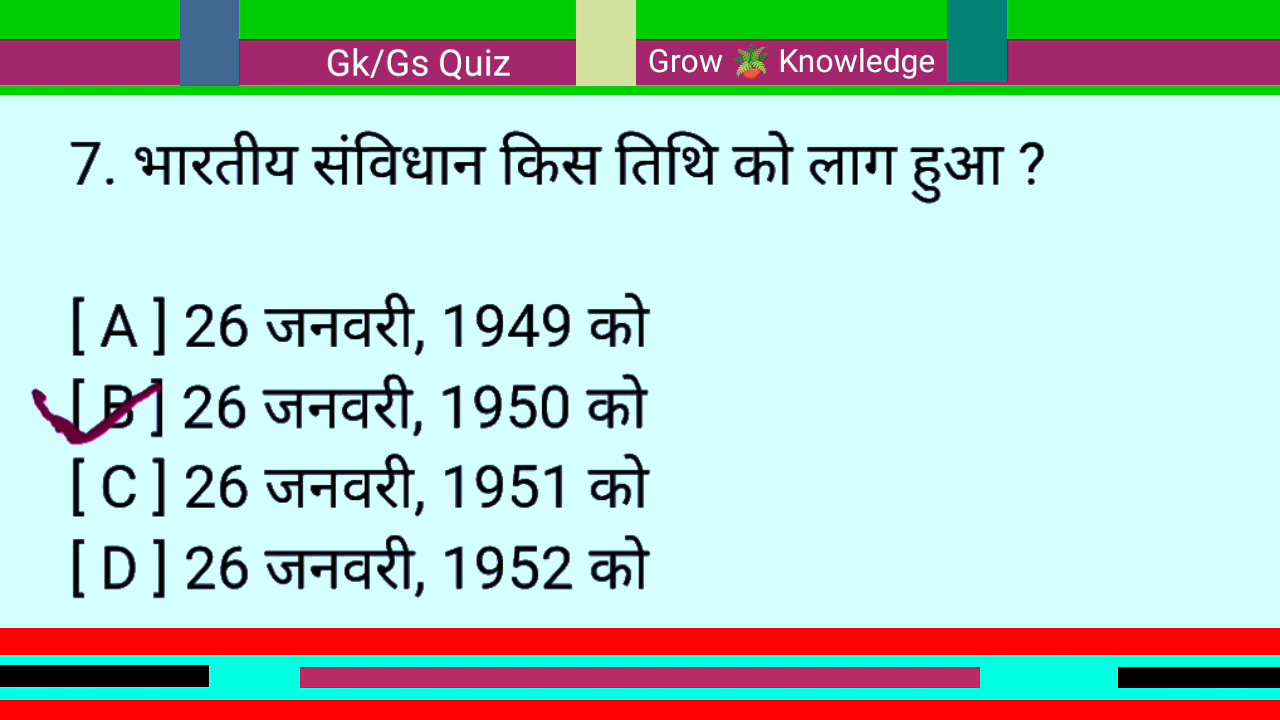 Gk/Gs Quiz
Grow Knowledge
7. भारतीय संविधान किस तिथि को लाग हुआ ?
[ A ] 26 जनवरी, 1949 को
[ B ] 26 जनवरी, 1950 को
[ C ] 26 जनवरी, 1951 को
[ D ] 26 जनवरी, 1952 को